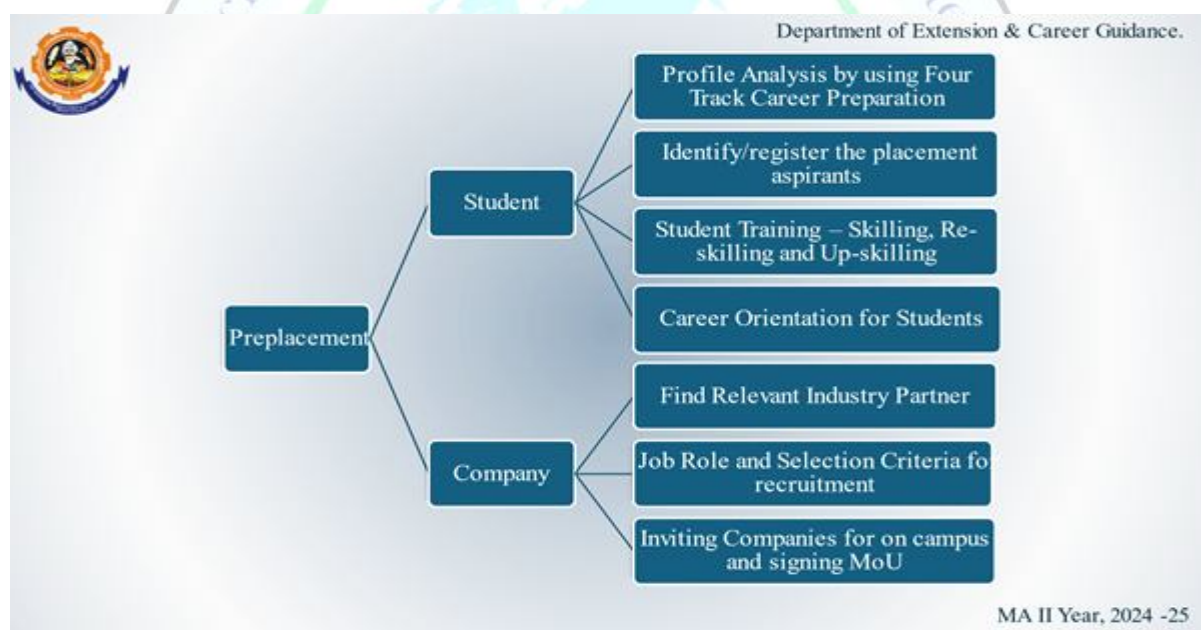 Department of Extension & Career Guidance.
Profile Analysis by using Four
Track Career Preparation
Identify/register the placement
aspirants
Student
Student Training – Skilling, Re-
skilling and Up-skilling
Career Orientation for Students
Preplacement
Find Relevant Industry Partner
Company
Job Role and Selection Criteria fo
recruitment
Inviting Companies for on campus
and signing MoU
MA II Year, 2024 -25